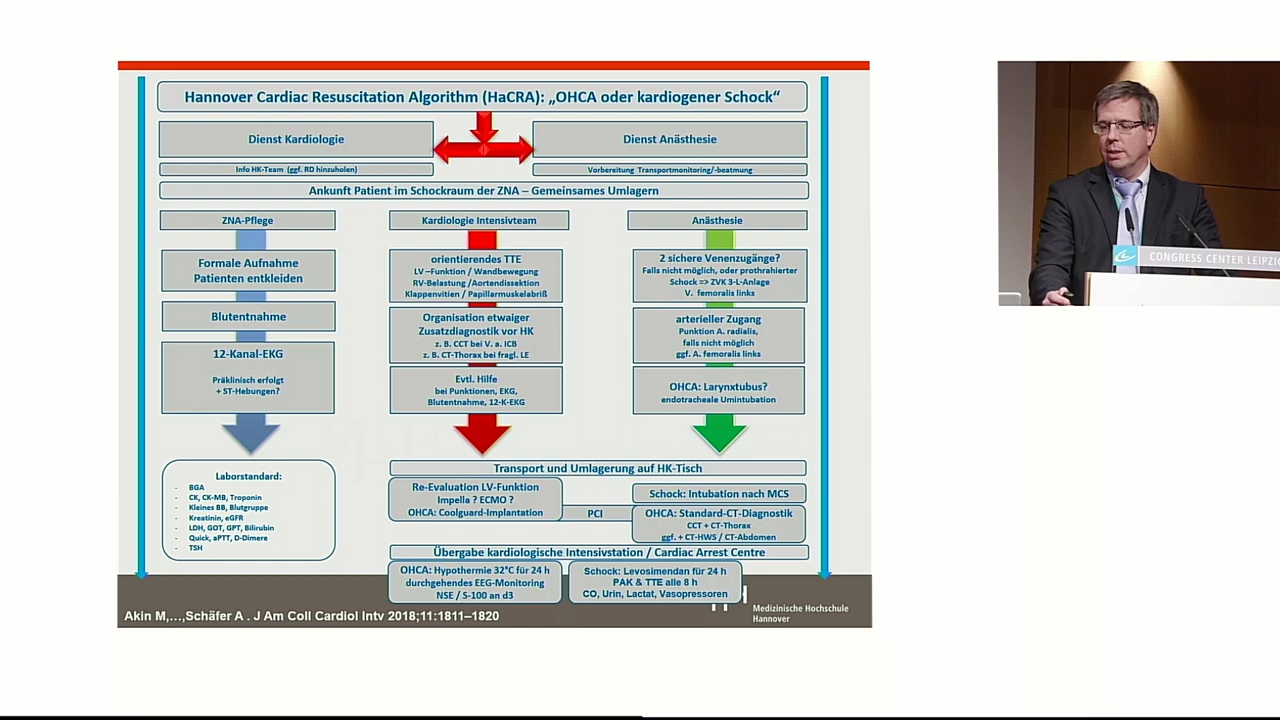 Hannover Cardiac Resuscitation Algorithm (HaCRA): „OHCA oder kardiogener Schock“
Dienst Kardiologie
Dienst Anästhesie
Info HK-Team (ggf. RD hinzuholen)
Vorbereitung Transportmonitoring/-beatmung
Ankunft Patient im Schockraum der ZNA – Gemeinsames Umlagern
ZNA-Pflege
Formale Aufnahme
Patienten entkleiden
Blutentnahme
12-Kanal-EKG
Präklinisch erfolgt
+ ST-Hebungen?
Laborstandard:
- BGA
- CK, CK-MB, Troponin
- Kleines BB, Blutgruppe
- Kreatinin, eGFR
- LDH, GOT, GPT, Bilirubin
- Quick, aPTT, D-Dimere
- TSH
Kardiologie Intensivteam
orientierendes TTE
LV –Funktion / Wandbewegung
RV-Belastung /Aortendissektion
Klappenvitien / Papillarmuskelabriß
Organisation etwaiger
Zusatzdiagnostik vor HK
z. B. CCT bei V. a. ICB
z. B. CT-Thorax bei fragl. LE
Evtl. Hilfe
bei Punktionen, EKG,
Blutentnahme, 12-K-EKG
Anästhesie
2 sichere Venenzugänge?
Falls nicht möglich, oder prothrahierter
Schock => ZVK 3-L-Anlage
V. femoralis links
arterieller Zugang
Punktion A. radialis,
falls nicht möglich
ggf. A. femoralis links
OHCA: Larynxtubus?
endotracheale Umintubation
Transport und Umlagerung auf HK-Tisch
Re-Evaluation LV-Funktion
Impella ? ECMO ?
OHCA: Coolguard-Implantation
PCI
Schock: Intubation nach MCS
OHCA: Standard-CT-Diagnostik
CCT + CT-Thorax
ggf. + CT-HWS / CT-Abdomen
Übergabe kardiologische Intensivstation / Cardiac Arrest Centre
OHCA: Hypothermie 32°C für 24 h
durchgehendes EEG-Monitoring
NSE / S-100 an d3
Schock: Levosimendan für 24 h
PAK & TTE alle 8 h
CO, Urin, Lactat, Vasopressoren
Akin M,…,Schäfer A . J Am Coll Cardiol Intv 2018;11:1811–1820
Medizinische Hochschule
Hannover
CONGRESS CENTER LEIPZIG